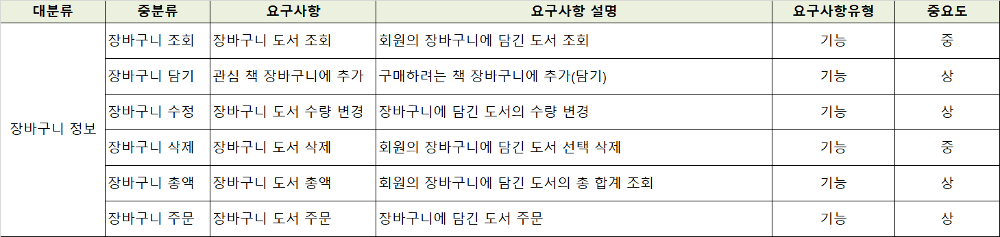 대분류 중분류 요구사항 요구사항 설명 요구사항유형 중요도
장바구니 조회 장바구니 도서 조회 회원의 장바구니에 담긴 도서 조회 기능 중
장바구니 담기 관심 책 장바구니에 추가 구매하려는 책 장바구니에 추가(담기) 기능 상
장바구니 수정 장바구니 도서 수량 변경 장바구니에 담긴 도서의 수량 변경 기능 상
장바구니 정보
장바구니 삭제 장바구니 도서 삭제 회원의 장바구니에 담긴 도서 선택 삭제 기능 중
장바구니 총액 장바구니 도서 총액 회원의 장바구니에 담긴 도서의 총 합계 조회 기능 상
장바구니 주문 장바구니 도서 주문 장바구니에 담긴 도서 주문 기능 상